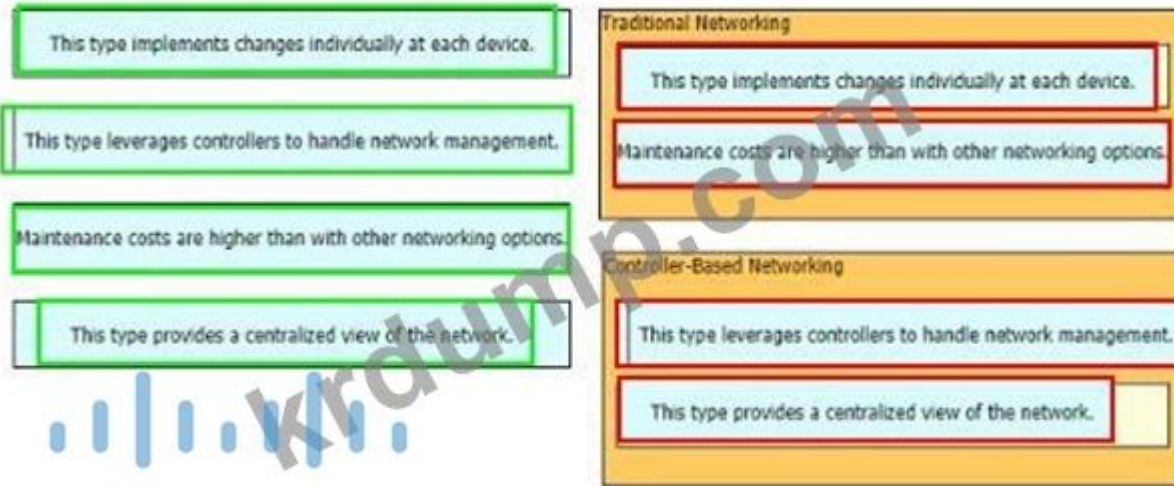 This type implements changes individually at each device.
This type leverages controllers to handle network management.
Maintenance costs are higher than with other networking options.
This type provides a centralized view of the network.
Traditional Networking
This type implements changes individually at each device.
Maintenance costs are higher than with other networking options.
Controller-Based Networking
This type leverages controllers to handle network management.
This type provides a centralized view of the network.
krdump.com